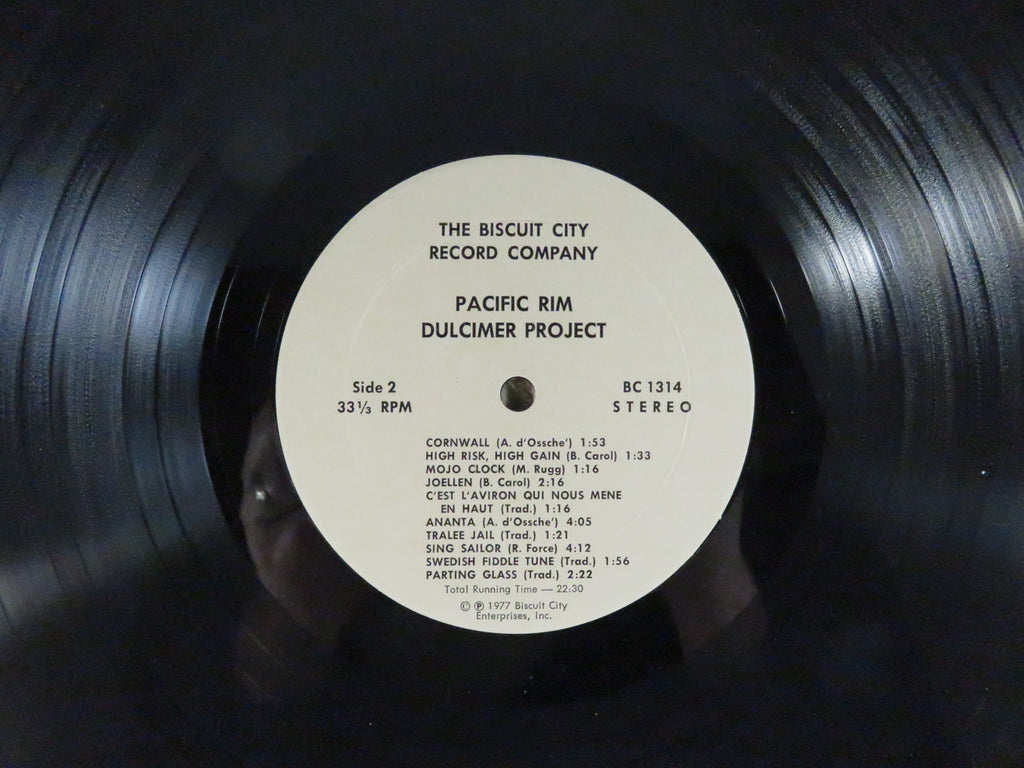 THE BISCUIT CITY
RECORD COMPANY
PACIFIC RIM
DULCIMER PROJECT
Side 2
33⅓ RPM
BC 1314
STEREO
CORNWALL (A. d'Ossche') 1:53
HIGH RISK, HIGH GAIN (B. Carol) 1:33
MOJO CLOCK (M. Rugg) 1:16
JOELLEN (B. Carol) 2:16
C'EST L'AVIRON QUI NOUS MENE
EN HAUT (Trad.) 1:16
ANANTA (A. d'Ossche') 4:05
TRALEE JAIL (Trad.) 1:21
SING SAILOR (R. Force) 4:12
SWEDISH FIDDLE TUNE (Trad.) 1:56
PARTING GLASS (Trad.) 2:22
Total Running Time — 22:30
© ℗ 1977 Biscuit City
Enterprises, Inc.